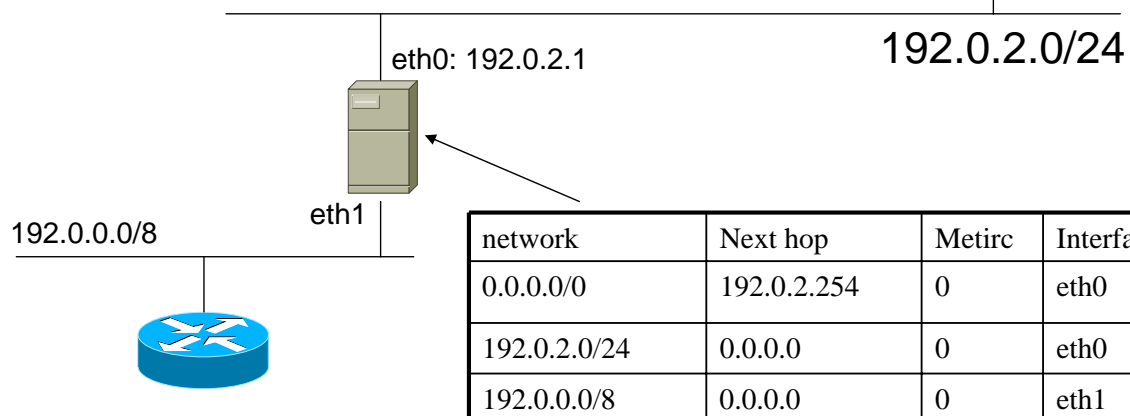 192.0.2.0/24
eth0: 192.0.2.1
eth1
192.0.0.0/8
network Next hop Metirc
0.0.0.0/0 192.0.2.254 0 eth0
192.0.2.0/24 0.0.0.0 0 eth0
192.0.0.0/8 0.0.0.0 0 eth1